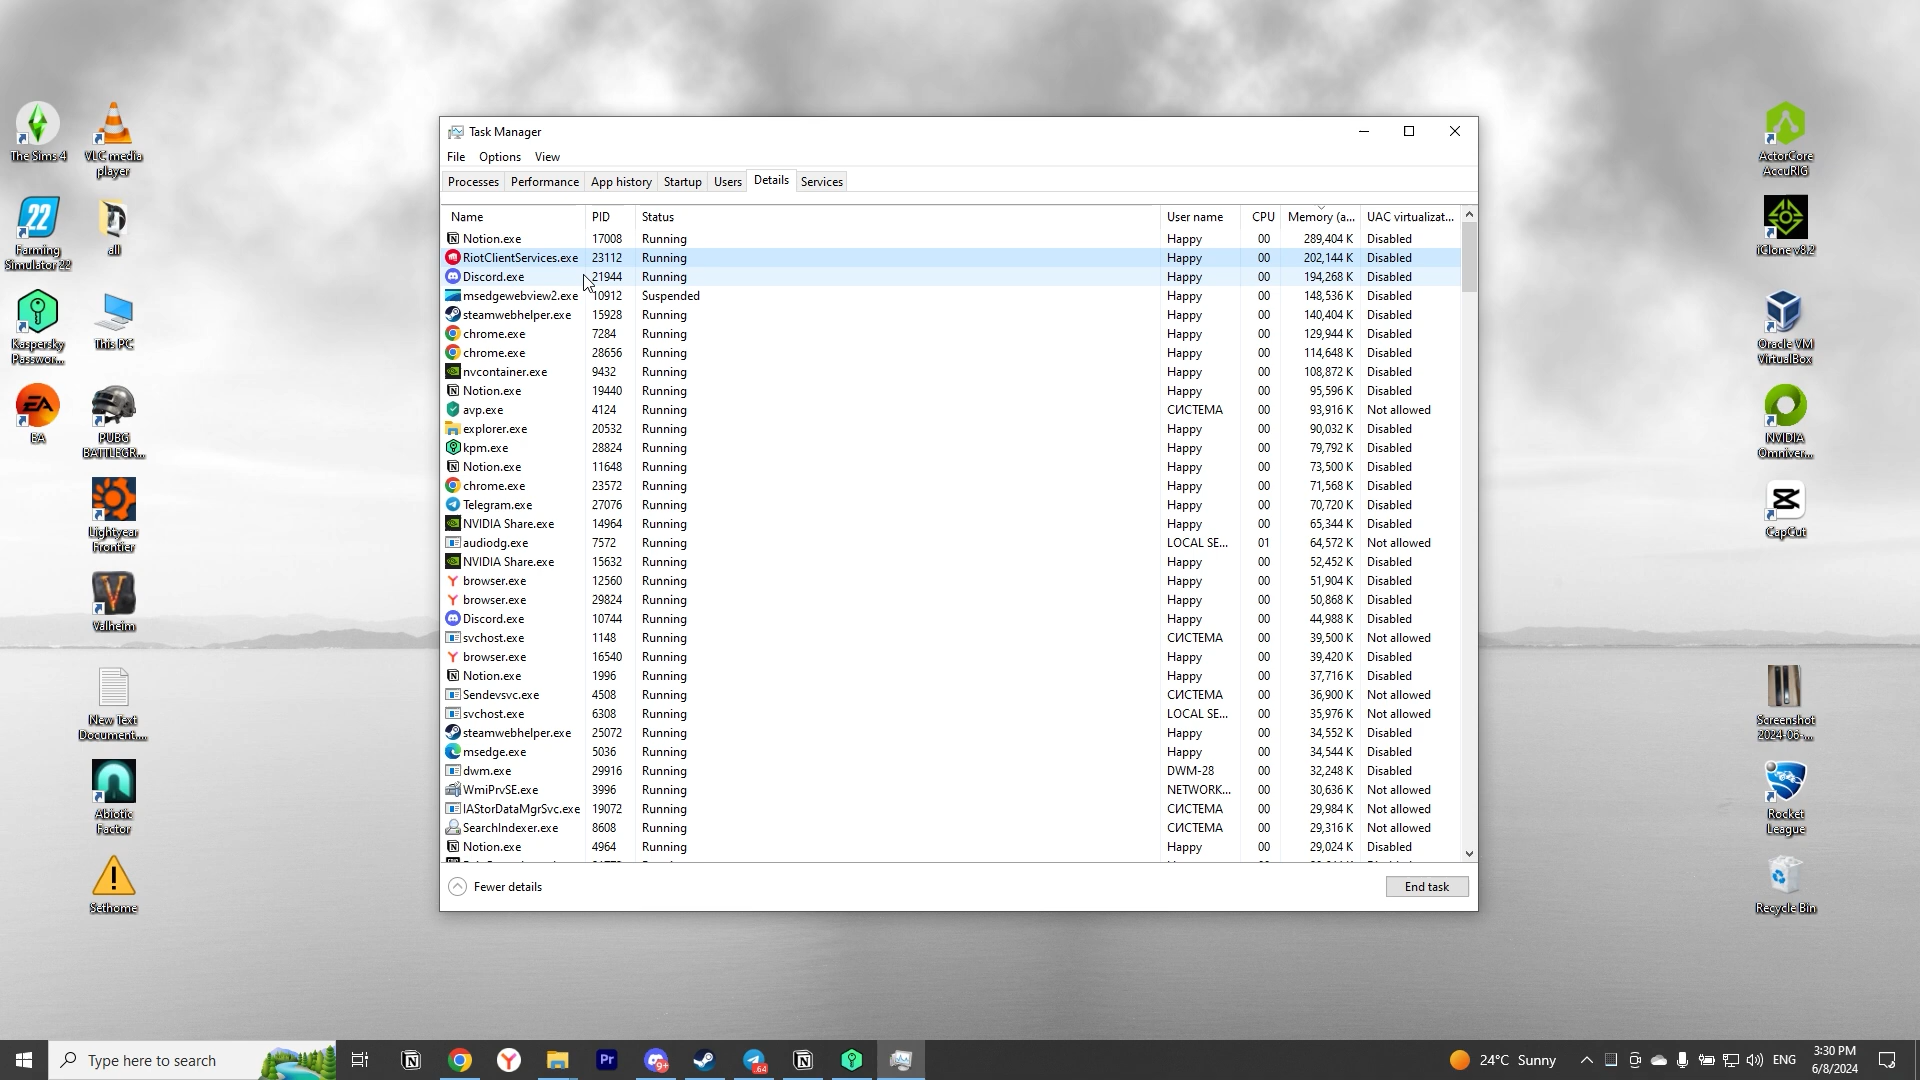 The Sims 4
VLC media
player
Farming
Simulator 22
all
Kaspersky
Passwor...
This PC
EA
PUBG
BATTLEGR...
Lightyear
Frontier
Valheim
New Text
Document....
Abiotic
Factor
Sethome
Task Manager
File Options View
Processes Performance App history Startup Users Details Services
Name PID Status User name CPU Memory (a... UAC virtualizat...
Notion.exe 17008 Running Happy 00 289,404 K Disabled
RiotClientServices.exe 23112 Running Happy 00 202,144 K Disabled
Discord.exe 21944 Running Happy 00 194,268 K Disabled
msedgewebview2.exe 10912 Suspended Happy 00 148,536 K Disabled
steamwebhelper.exe 15928 Running Happy 00 140,404 K Disabled
chrome.exe 7284 Running Happy 00 129,944 K Disabled
chrome.exe 28656 Running Happy 00 114,648 K Disabled
nvcontainer.exe 9432 Running Happy 00 108,872 K Disabled
Notion.exe 19440 Running Happy 00 95,596 K Disabled
avp.exe 4124 Running СИСТЕМА 00 93,916 K Not allowed
explorer.exe 20532 Running Happy 00 90,032 K Disabled
kpm.exe 28824 Running Happy 00 79,792 K Disabled
Notion.exe 11648 Running Happy 00 73,500 K Disabled
chrome.exe 23572 Running Happy 00 71,568 K Disabled
Telegram.exe 27076 Running Happy 00 70,720 K Disabled
NVIDIA Share.exe 14964 Running Happy 00 65,344 K Disabled
audiodg.exe 7572 Running LOCAL SE... 01 64,572 K Not allowed
NVIDIA Share.exe 15632 Running Happy 00 52,452 K Disabled
browser.exe 12560 Running Happy 00 51,904 K Disabled
browser.exe 29824 Running Happy 00 50,868 K Disabled
Discord.exe 10744 Running Happy 00 44,988 K Disabled
svchost.exe 1148 Running СИСТЕМА 00 39,500 K Not allowed
browser.exe 16540 Running Happy 00 39,420 K Disabled
Notion.exe 1996 Running Happy 00 37,716 K Disabled
Sendevsvc.exe 4508 Running СИСТЕМА 00 36,900 K Not allowed
svchost.exe 6308 Running LOCAL SE... 00 35,976 K Not allowed
steamwebhelper.exe 25072 Running Happy 00 34,552 K Disabled
msedge.exe 5036 Running Happy 00 34,544 K Disabled
dwm.exe 29916 Running DWM-28 00 32,248 K Disabled
WmiPrvSE.exe 3996 Running NETWORK... 00 30,636 K Not allowed
IAStorDataMgrSvc.exe 19072 Running СИСТЕМА 00 29,984 K Not allowed
SearchIndexer.exe 8608 Running СИСТЕМА 00 29,316 K Not allowed
Notion.exe 4964 Running Happy 00 29,024 K Disabled
Fewer details End task
ActorCore
AccuRIG
iClone v8.2
Oracle VM
VirtualBox
NVIDIA
Omniver...
CapCut
Screenshot
2024-06-...
Rocket
League
Recycle Bin
Type here to search
Pr
9+
.64
24°C Sunny
ENG
3:30 PM
6/8/2024